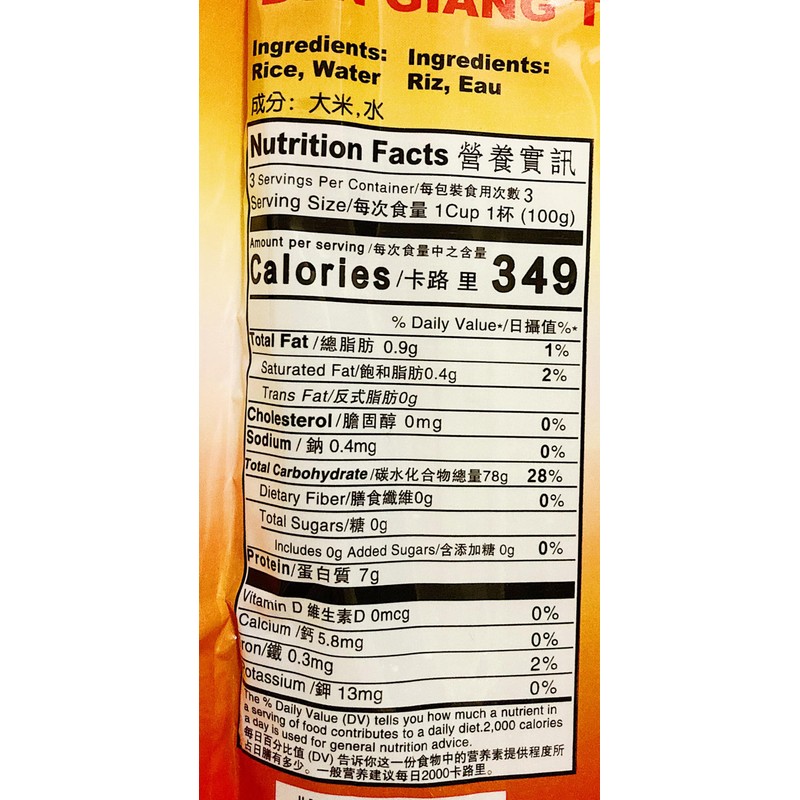 GIANG
Ingredients: Ingredients:
Rice, Water Riz, Eau
成分：大米,水
Nutrition Facts 營養實訊
3 Servings Per Container/每包裝食用次數 3
Serving Size/每次食量 1Cup 1杯 (100g)
Amount per serving /每次食量中之含量
Calories/卡路里 349
% Daily Value*/日攝值%*
Total Fat /總脂肪 0.9g 1%
Saturated Fat/飽和脂肪0.4g 2%
Trans Fat/反式脂肪0g
Cholesterol/膽固醇 0mg 0%
Sodium / 鈉 0.4mg 0%
Total Carbohydrate/碳水化合物總量78g 28%
Dietary Fiber/膳食纖維0g 0%
Total Sugars/糖 0g
Includes 0g Added Sugars/含添加糖 0g 0%
Protein/蛋白質 7g
Vitamin D 維生素D 0mcg 0%
Calcium /鈣 5.8mg 0%
ron/鐵 0.3mg 2%
otassium /鉀 13mg 0%
The % Daily Value (DV) tells you how much a nutrient in
a serving of food contributes to a daily diet.2,000 calories
a day is used for general nutrition advice.
每日百分比值 (DV) 告诉你这一份食物中的营养素提供程度所
占日膳有多少。一般营养建议每日2000卡路里。